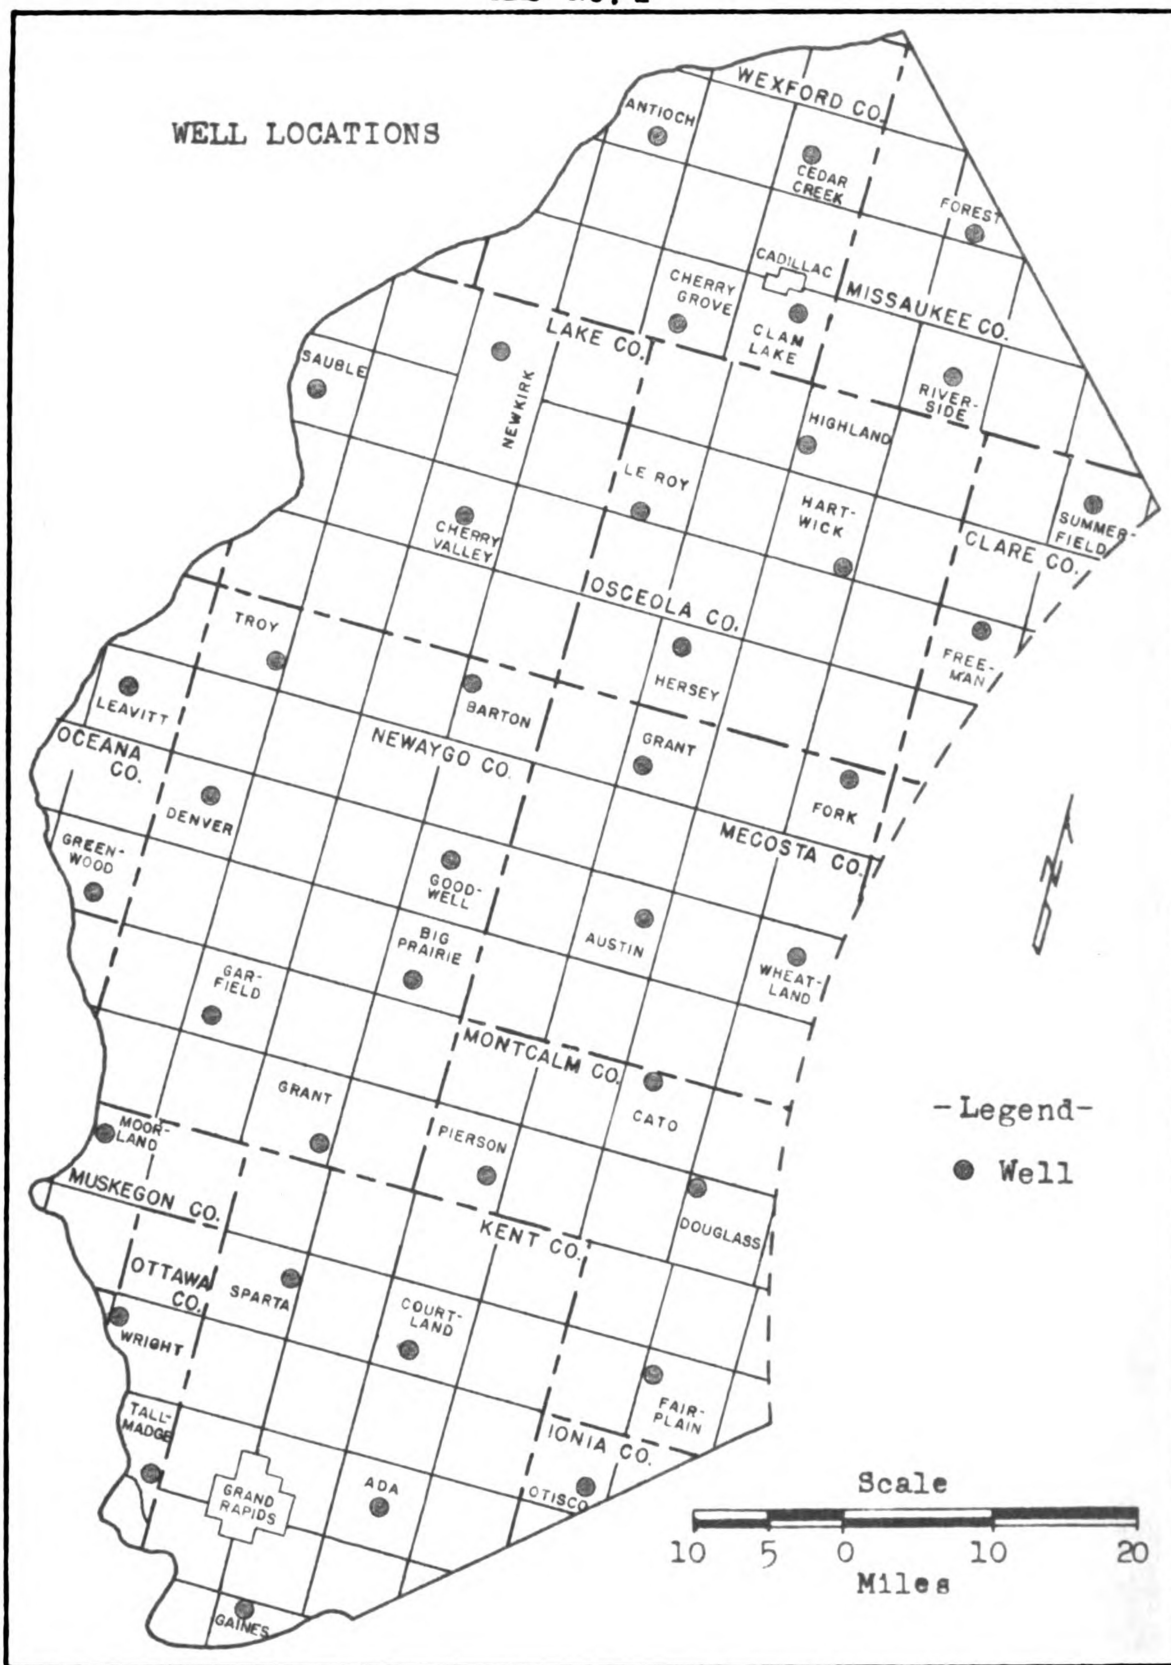 WELL LOCATIONS
WEXFORD CO.
ANTIOCH
CEDAR
CREEK
FOREST
CADILLAC
CHERRY
GROVE
CLAM
LAKE
MISSAUKEE CO.
LAKE CO.
SAUBLE
NEWKIRK
RIVER-
SIDE
HIGHLAND
LE ROY
HART-
WICK
SUMMER-
FIELD
CHERRY
VALLEY
CLARE CO.
OSCEOLA CO.
TROY
FREE-
MAN
HERSEY
LEAVITT
BARTON
OCEANA
CO.
NEWAYGO CO.
GRANT
FORK
DENVER
MECOSTA CO.
GREEN-
WOOD
GOOD-
WELL
BIG
PRAIRIE
AUSTIN
WHEAT-
LAND
GAR-
FIELD
N
MONTCALM CO.
GRANT
CATO
MOOR-
LAND
PIERSON
-Legend-
Well
MUSKEGON CO.
KENT CO.
DOUGLASS
OTTAWA
CO.
SPARTA
COURT-
LAND
WRIGHT
FAIR-
PLAIN
TALL-
MADGE
IONIA CO.
GRAND
RAPIDS
ADA
OTISCO
Scale
10 5 0 10 20
Miles
GAINES